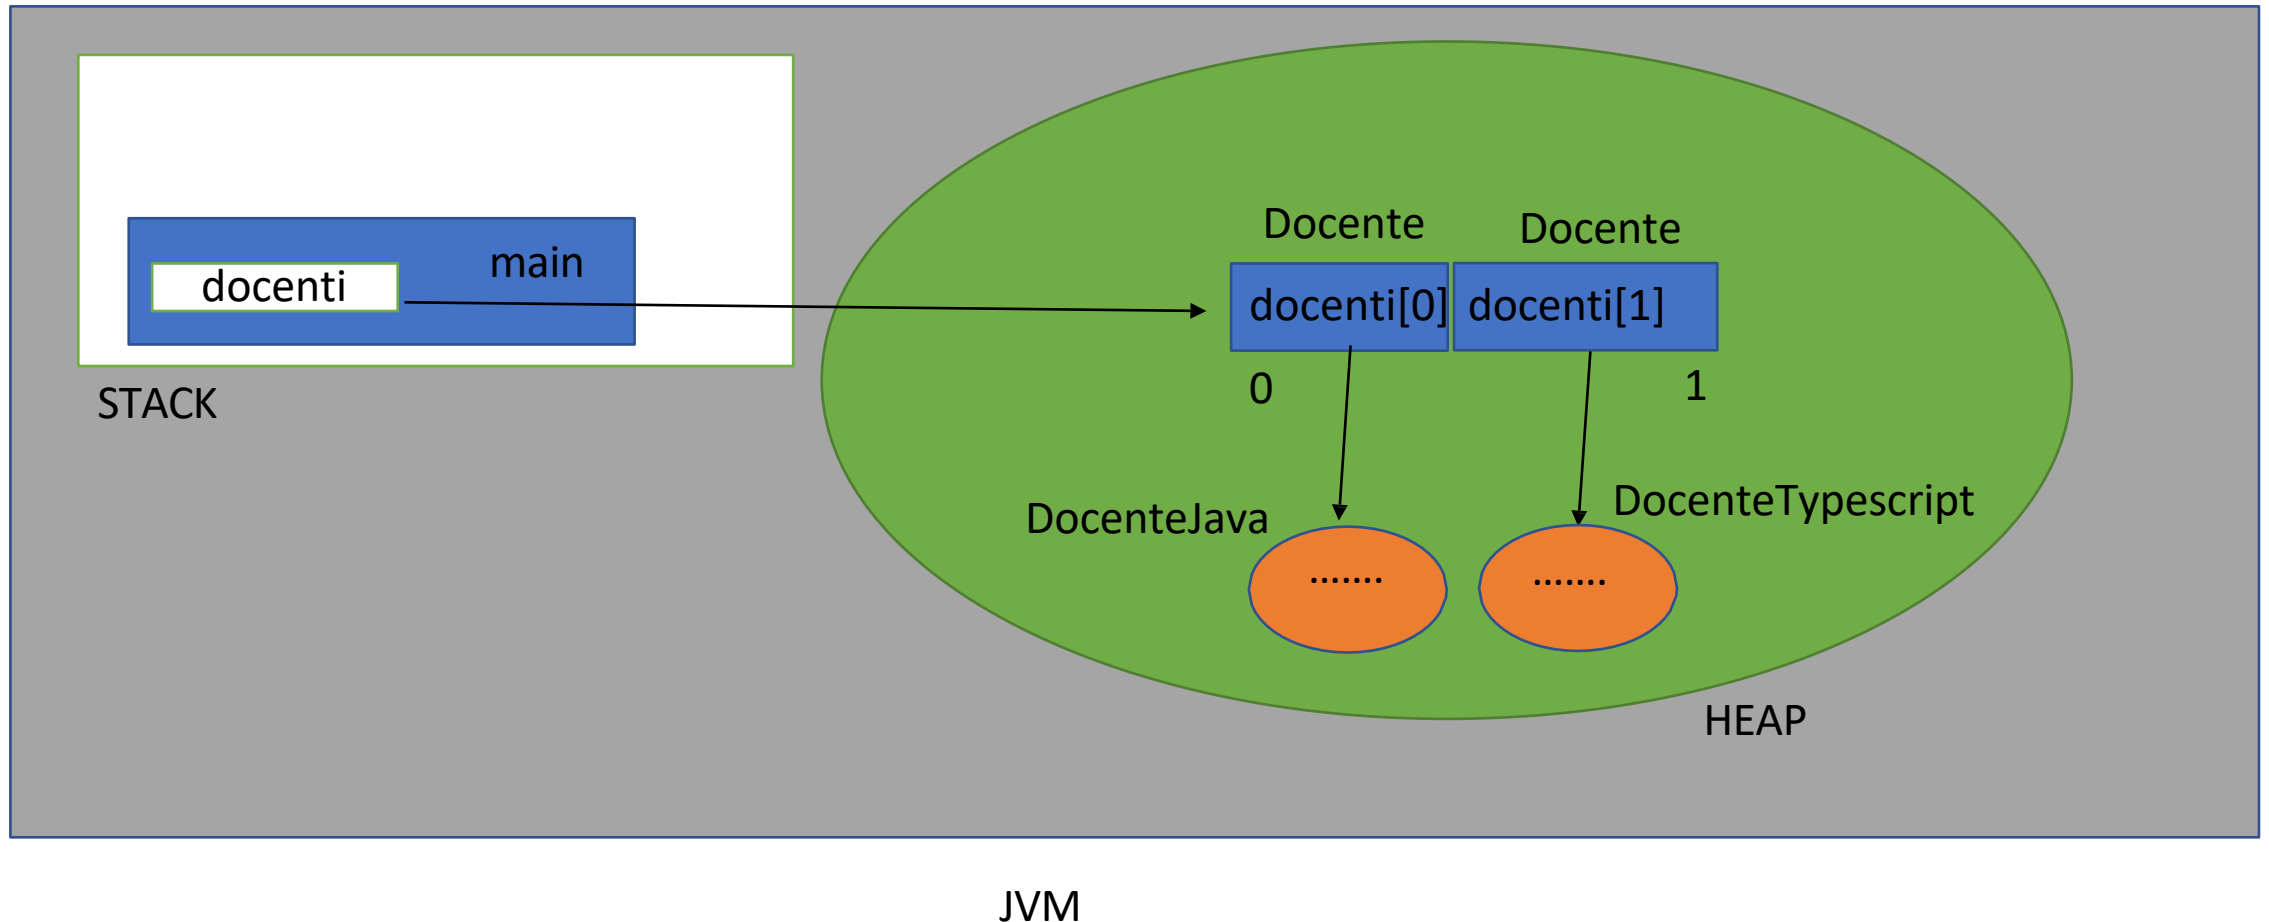 Docente
Docente
main
docenti
docenti[0]
docenti[1]
0
1
STACK
DocenteJava
DocenteTypescript
.......
.......
HEAP
JVM